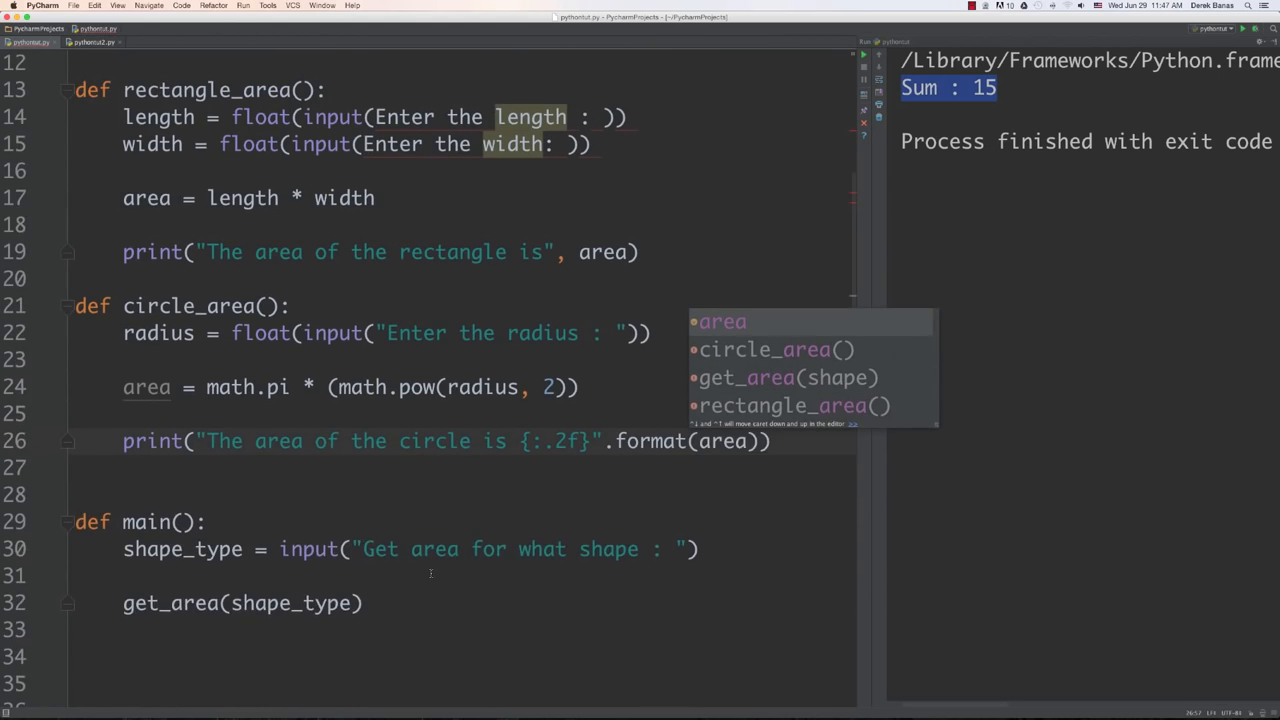 PyCharm File Edit View Navigate Code Refactor Run Tools VCS Window Help
10 Wed Jun 29 11:47 AM Derek Banas
pythontut.py - PycharmProjects - [~/PycharmProjects]
PycharmProjects pythontut.py pythontut
pythontut.py pythontut2.py Run: pythontut
12
13 def rectangle_area():
14 length = float(input(Enter the length : ))
15 width = float(input(Enter the width: ))
16
17 area = length * width
18
19 print("The area of the rectangle is", area)
20
21 def circle_area():
22 radius = float(input("Enter the radius : "))
23
24 area = math.pi * (math.pow(radius, 2))
25
26 print("The area of the circle is {:.2f}".format(area))
27
28
29 def main():
30 shape_type = input("Get area for what shape : ")
31
32 get_area(shape_type)
33
34
35
area
circle_area()
get_area(shape)
rectangle_area()
^↓ and ^↑ will move caret down and up in the editor >>
/Library/Frameworks/Python.frame
Sum : 15
Process finished with exit code
26:57 LF‡ UTF-8‡